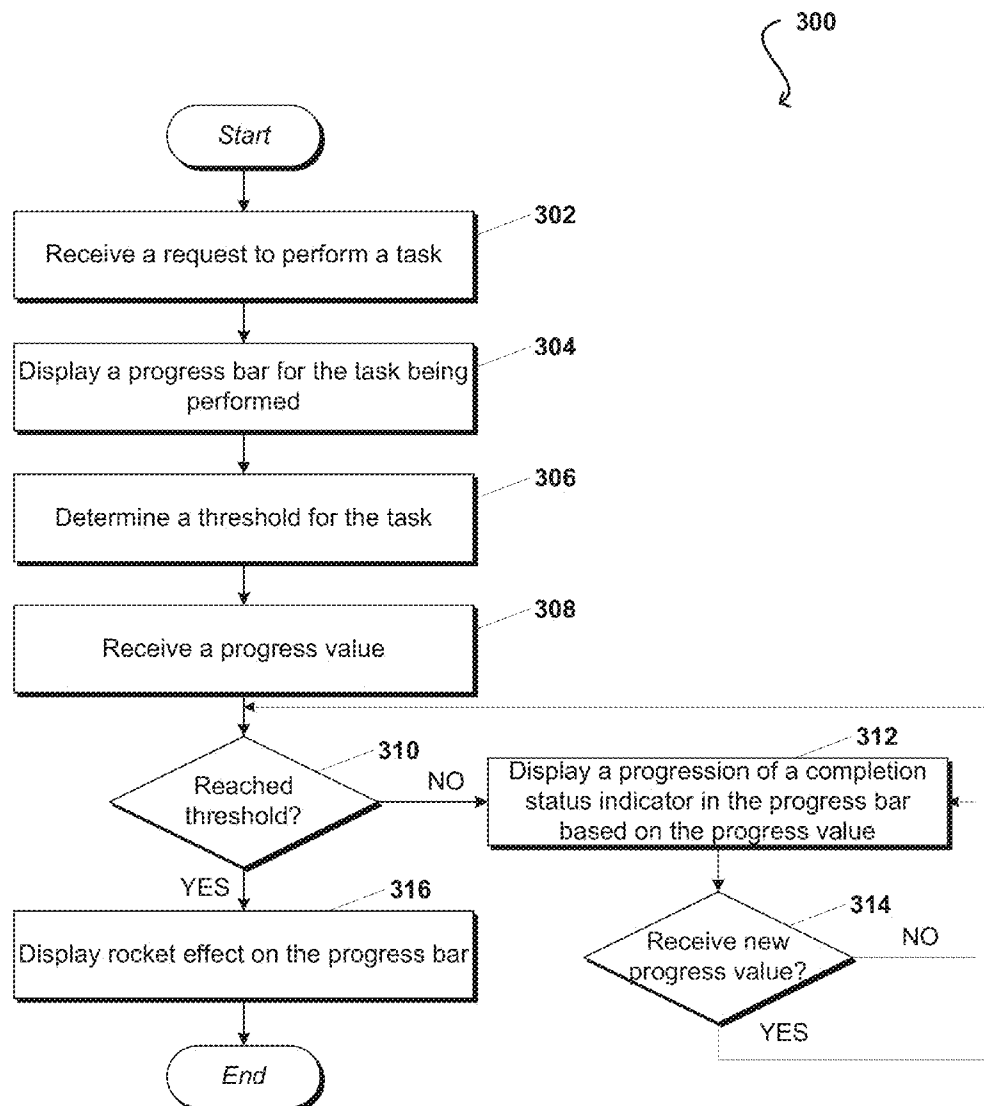 300
Start
302
Receive a request to perform a task
304
Display a progress bar for the task being
performed
306
Determine a threshold for the task
308
Receive a progress value
310
Reached
threshold?
NO
312
Display a progression of a completion
status indicator in the progress bar
based on the progress value
YES
314
Receive new
progress value?
NO
YES
316
Display rocket effect on the progress bar
End